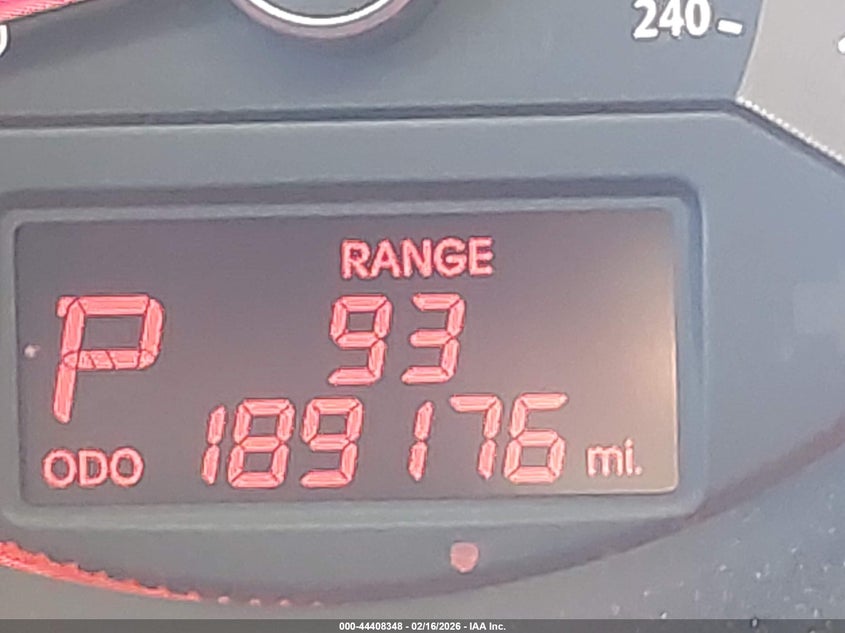 240
RANGE
P 93
ODO 189176 mi.
000-44408348 - 02/16/2026 - IAA Inc.